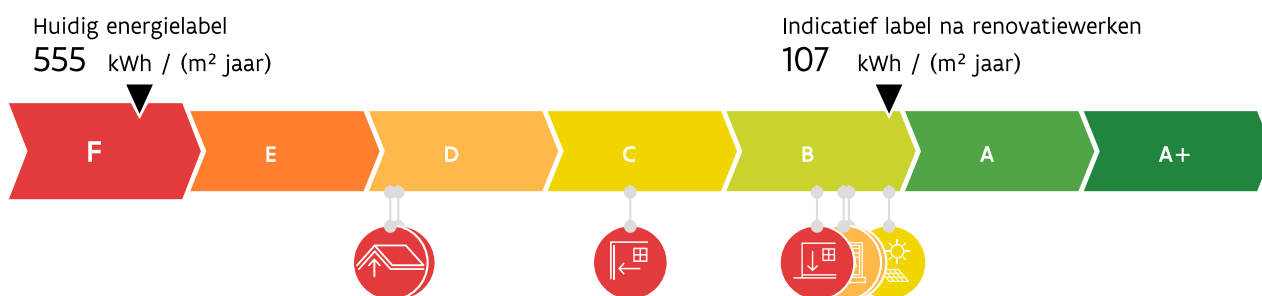 Huidig energielabel
555 kWh / (m² jaar)
Indicatief label na renovatiewerken
107 kWh / (m² jaar)
F E D C B A A+